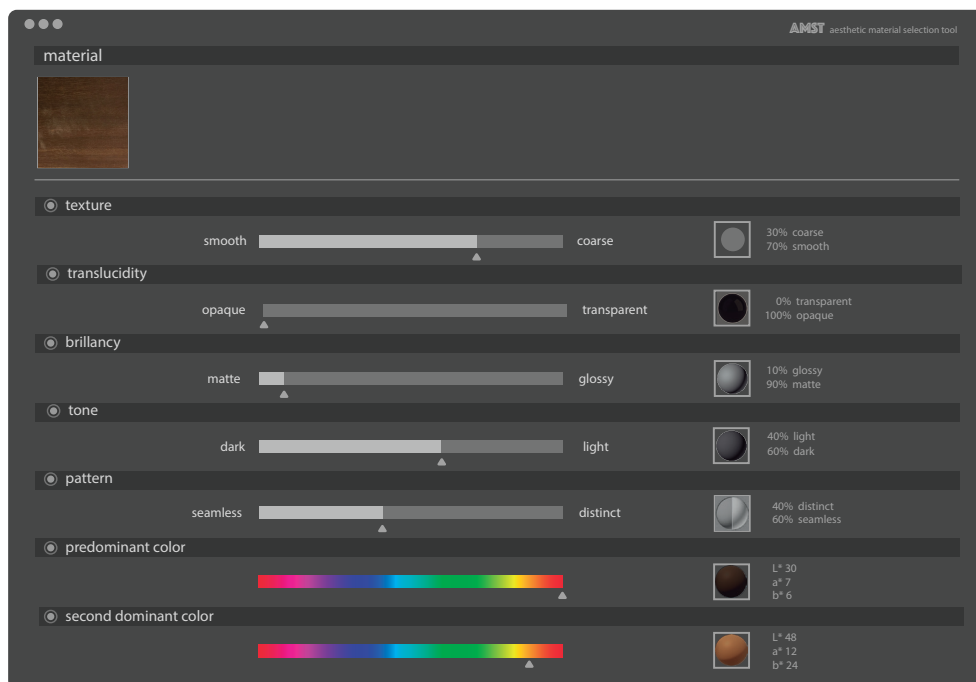 AMST aesthetic material selection tool
material
texture
smooth coarse
30% coarse
70% smooth
translucidity
opaque transparent
0% transparent
100% opaque
brillancy
matte glossy
10% glossy
90% matte
tone
dark light
40% light
60% dark
pattern
seamless distinct
40% distinct
60% seamless
predominant color
L* 30
a* 7
b* 6
second dominant color
L* 48
a* 12
b* 24